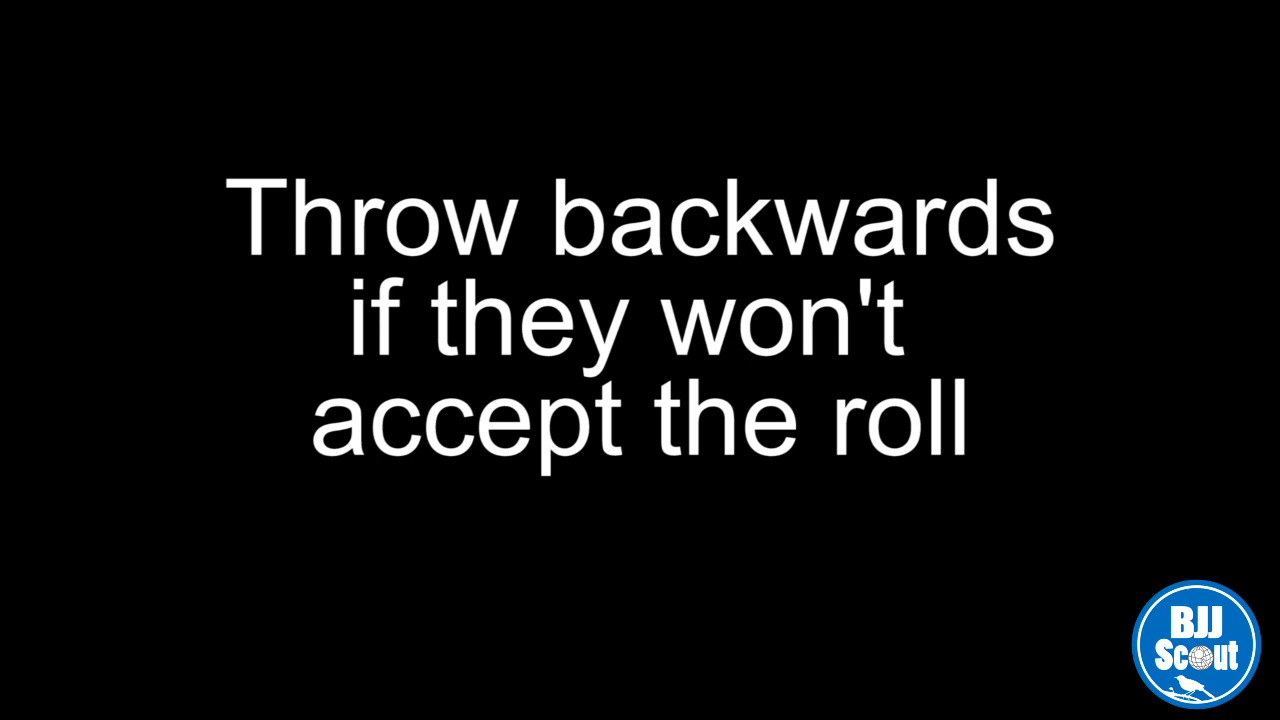 Throw backwards
if they won't
accept the roll
BJJ
Scout